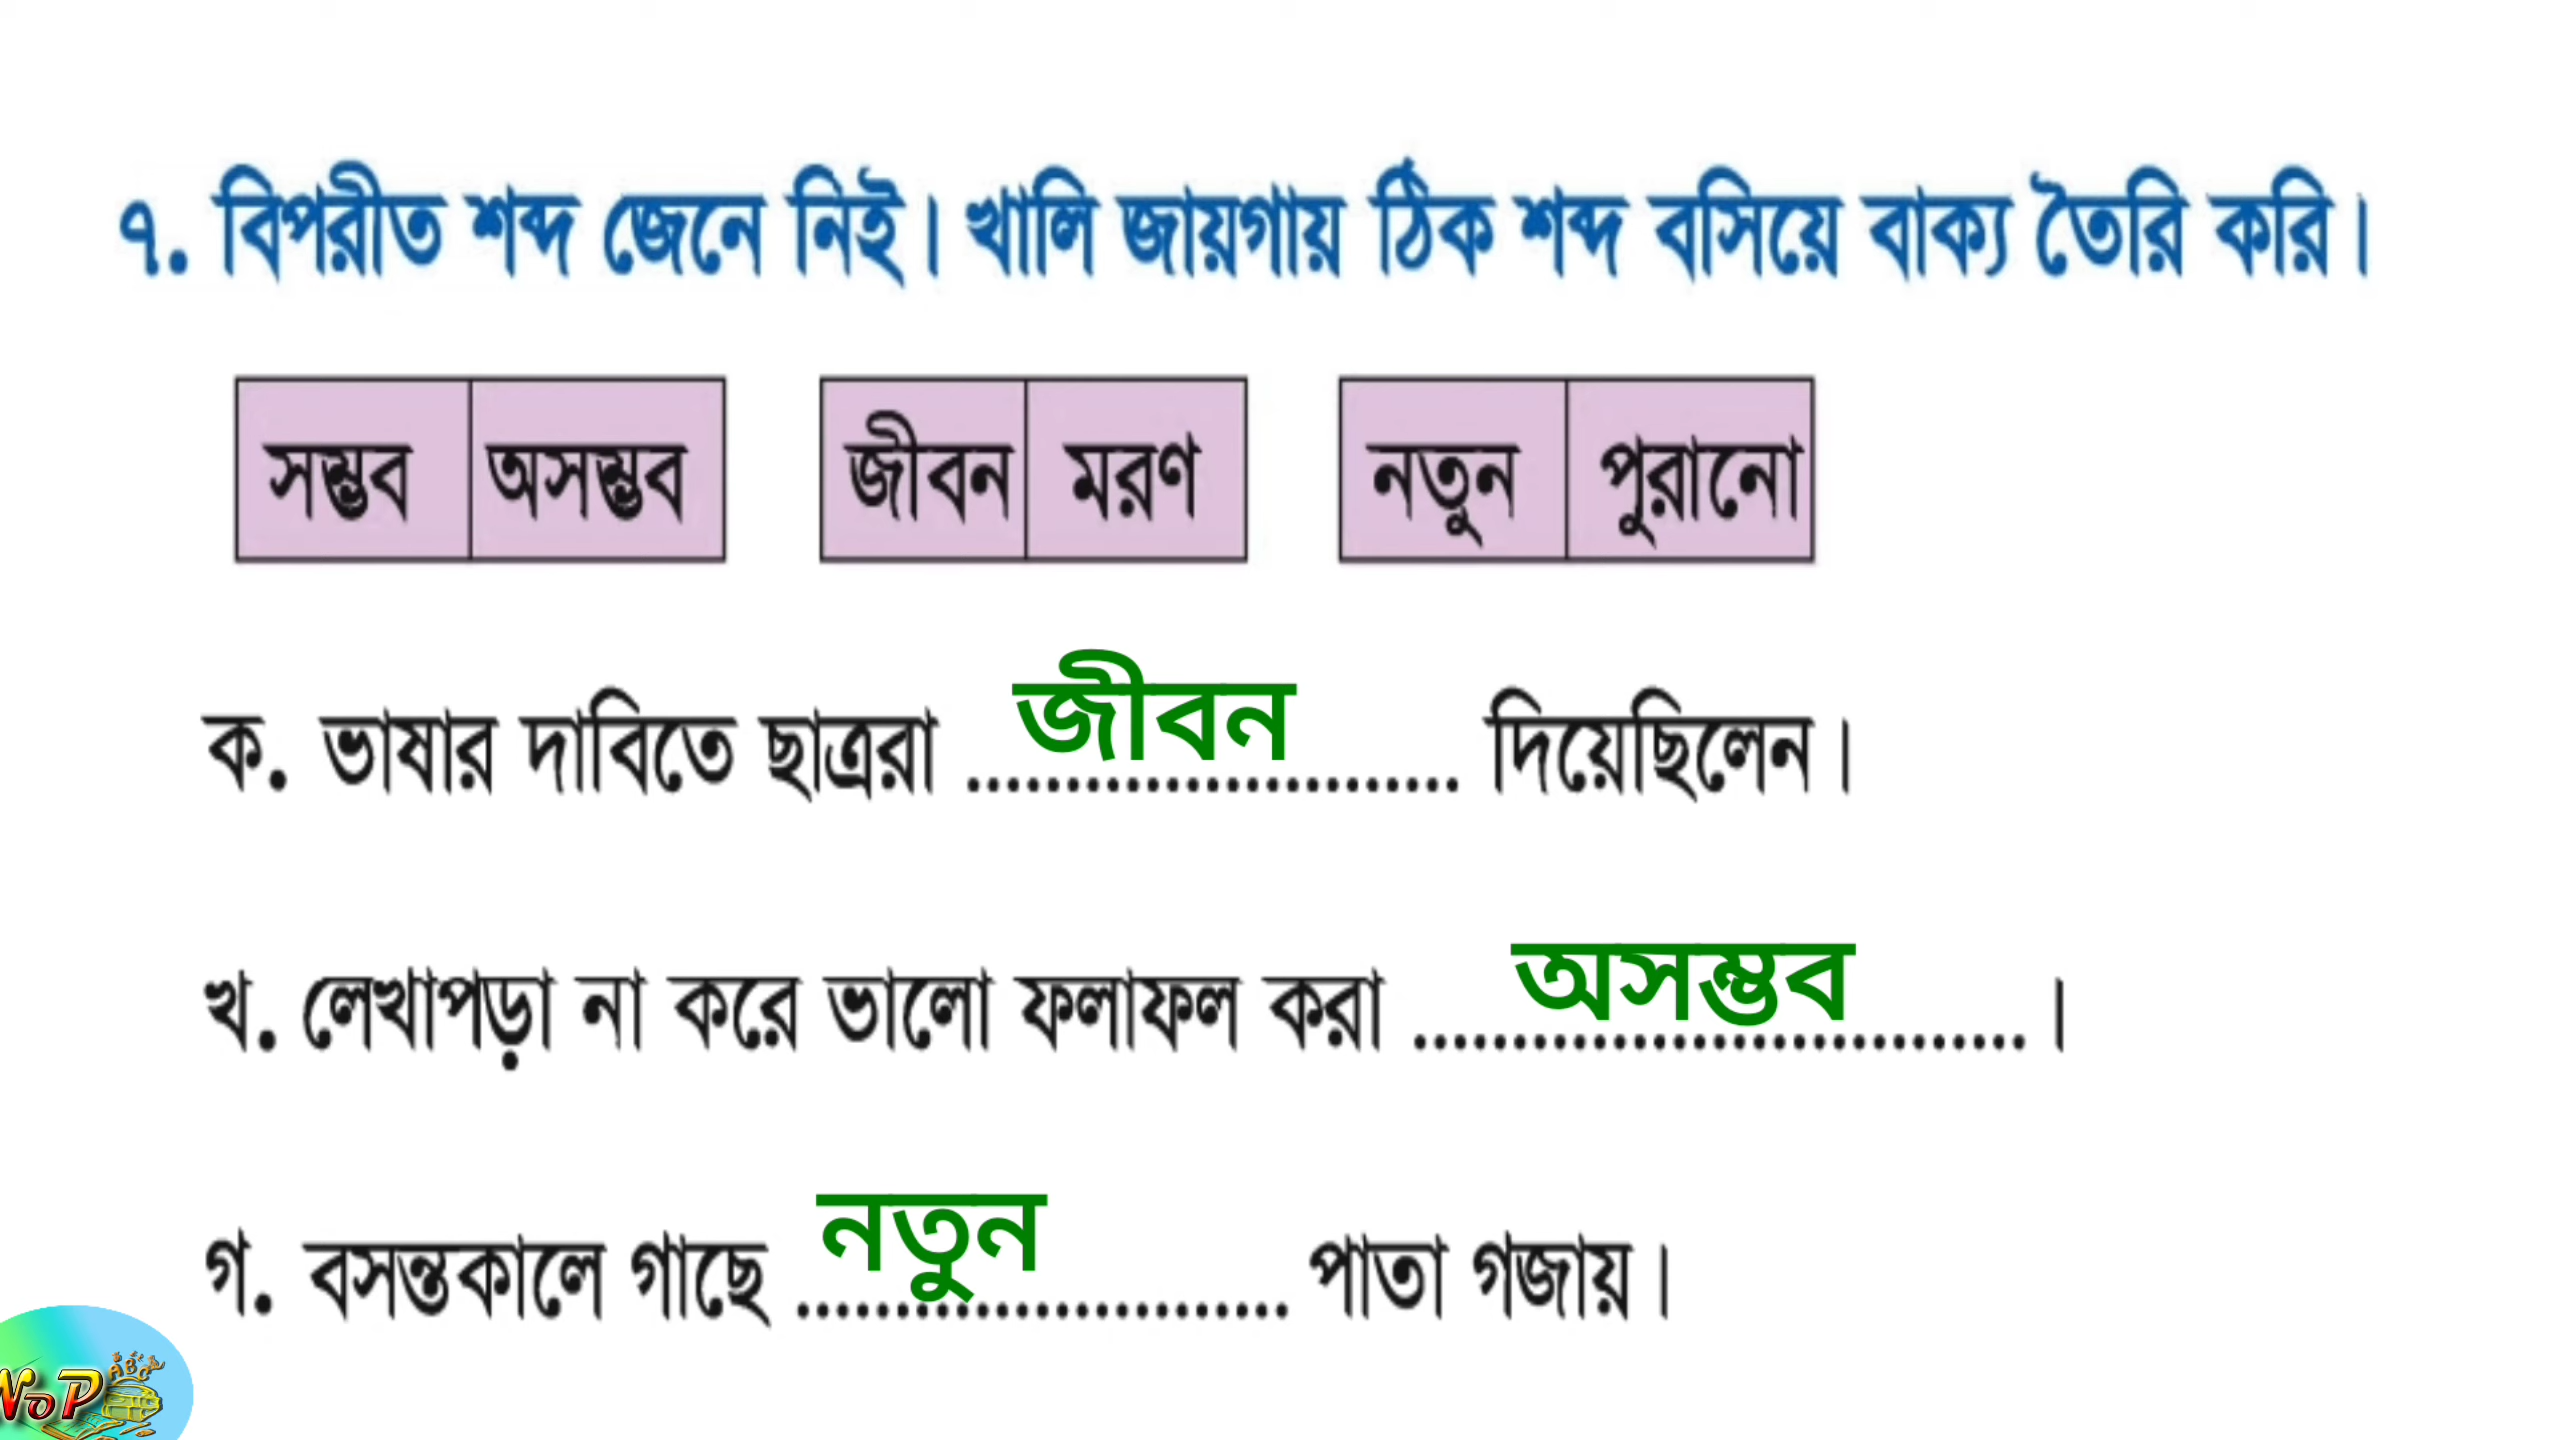 ৭. বিপরীত শব্দ জেনে নিই। খালি জায়গায় ঠিক শব্দ বসিয়ে বাক্য তৈরি করি।
সম্ভব অসম্ভব জীবন মরণ নতুন পুরানো
ক. ভাষার দাবিতে ছাত্ররা ......জীবন...... দিয়েছিলেন।
খ. লেখাপড়া না করে ভালো ফলাফল করা ......অসম্ভব...... ।
গ. বসন্তকালে গাছে ......নতুন...... পাতা গজায়।
NoP